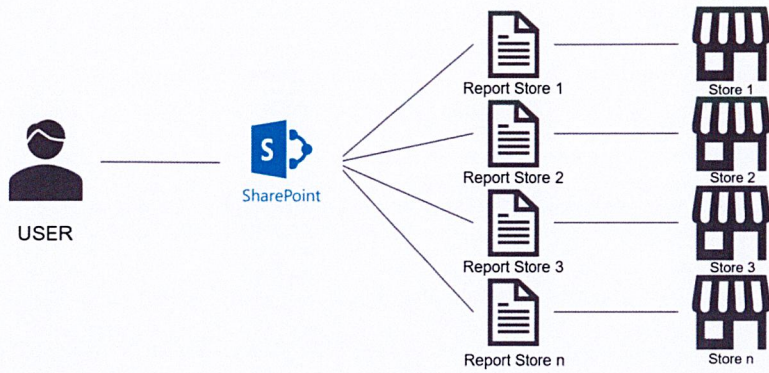 Report Store 1
Store 1
S
Report Store 2
Store 2
SharePoint
USER
Report Store 3
Store 3
Report Store n
Store n